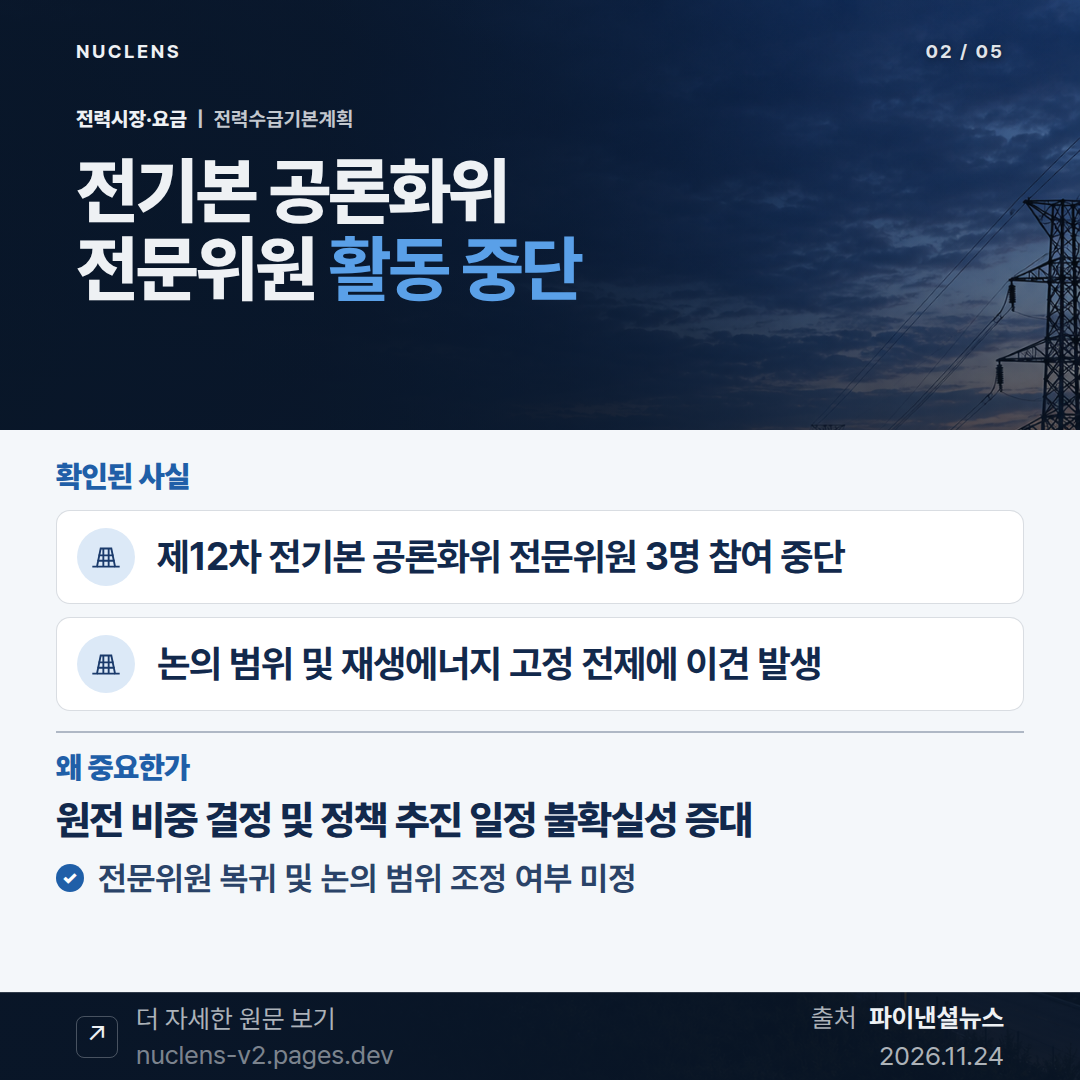 NUCLENS
02 / 05
전력시장·요금 | 전력수급기본계획
전기본 공론화위
전문위원 활동 중단
확인된 사실
제12차 전기본 공론화위 전문위원 3명 참여 중단
논의 범위 및 재생에너지 고정 전제에 이견 발생
왜 중요한가
원전 비중 결정 및 정책 추진 일정 불확실성 증대
전문위원 복귀 및 논의 범위 조정 여부 미정
더 자세한 원문 보기
nuclens-v2.pages.dev
출처 파이낸셜뉴스
2026.11.24